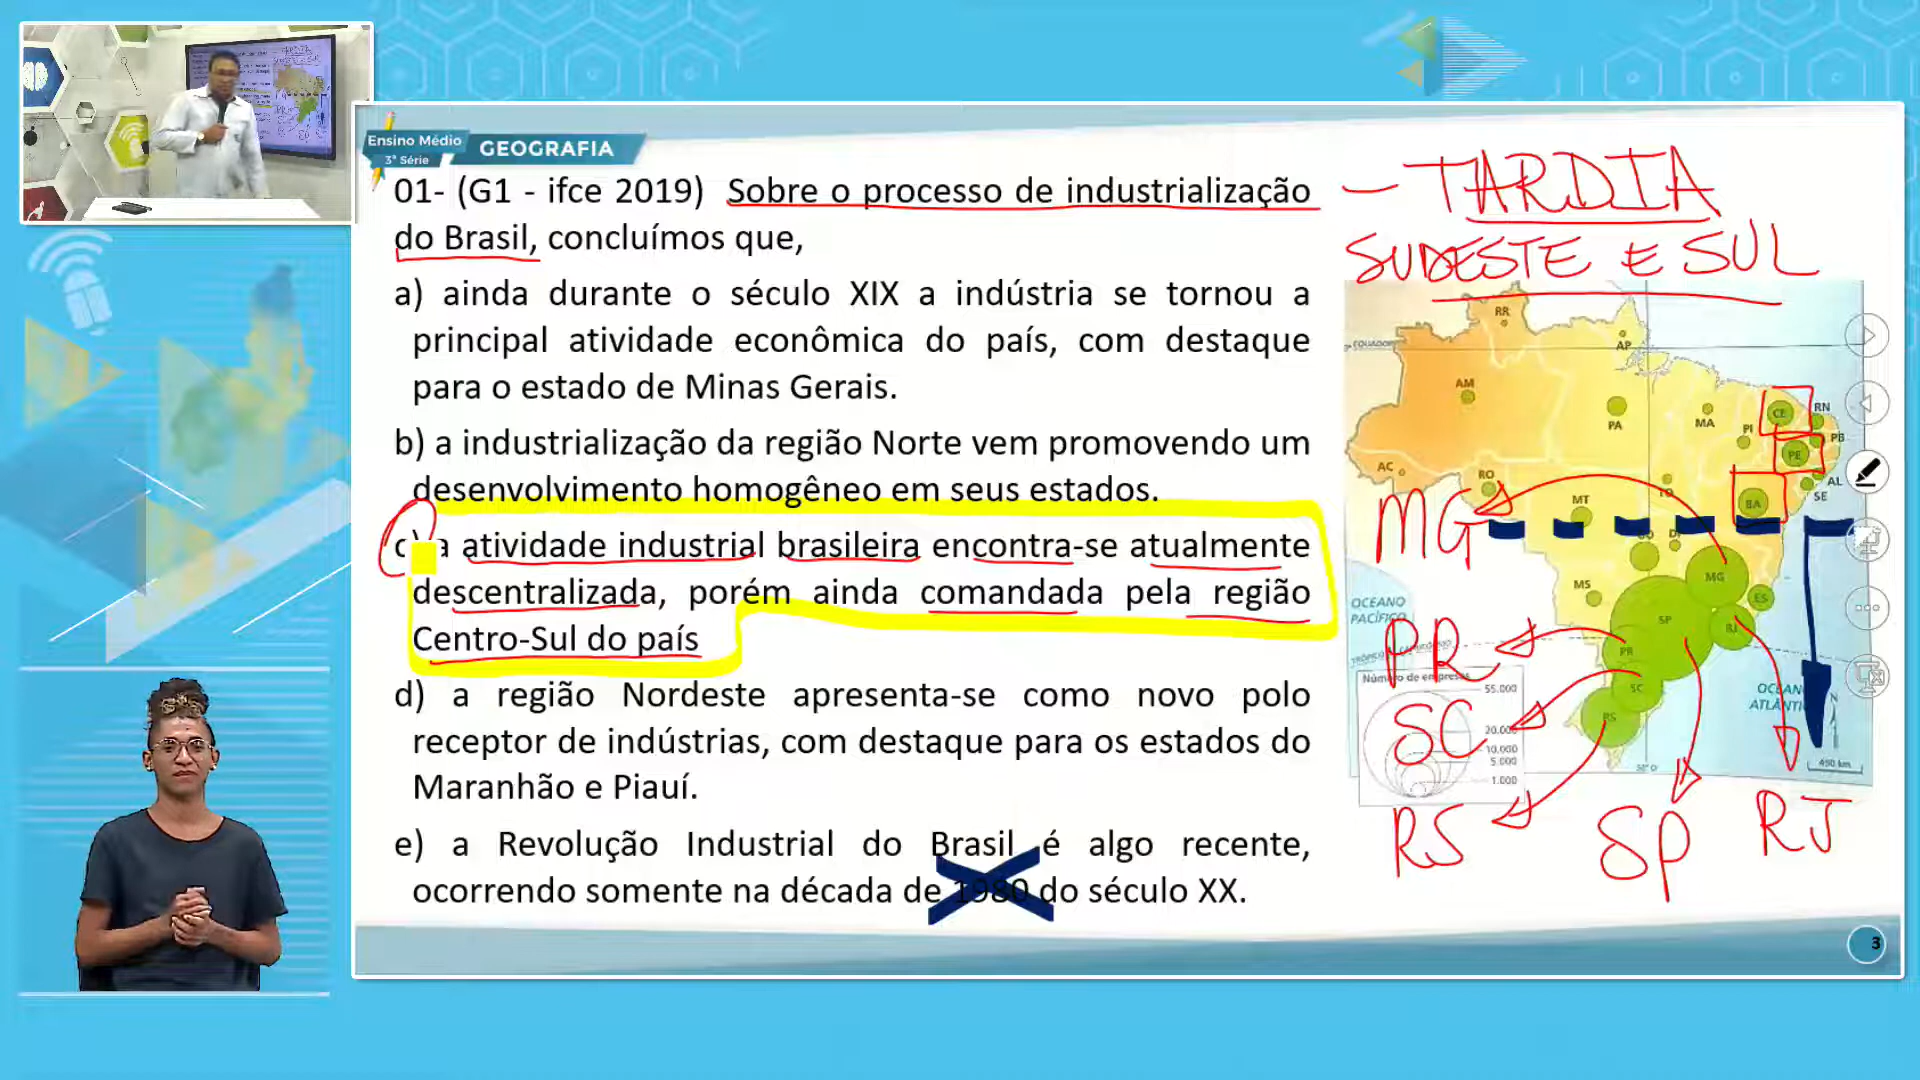 Ensino Médio
3ª Série
GEOGRAFIA
01- (G1 - ifce 2019) Sobre o processo de industrialização
do Brasil, concluímos que,
a) ainda durante o século XIX a indústria se tornou a
principal atividade econômica do país, com destaque
para o estado de Minas Gerais.
b) a industrialização da região Norte vem promovendo um
desenvolvimento homogêneo em seus estados.
c) a atividade industrial brasileira encontra-se atualmente
descentralizada, porém ainda comandada pela região
Centro-Sul do país
d) a região Nordeste apresenta-se como novo polo
receptor de indústrias, com destaque para os estados do
Maranhão e Piauí.
e) a Revolução Industrial do Brasil é algo recente,
ocorrendo somente na década de 1980 do século XX.
- TARDIA
SUDESTE E SUL
RR
AP
EQUADOR
AM
PA
MA
CE
RN
PI
PB
PE
AC
RO
TO
AL
SE
BA
MT
MG
GO
DF
MS
MG
ES
OCEANO
PACÍFICO
SP
RJ
PR
PR
Número de empresas
SC
55.000
OCEANO
ATLÂNTICO
RS
SC
20.000
10.000
5.000
1.000
50° O
450 km
RS
SP
RJ
3